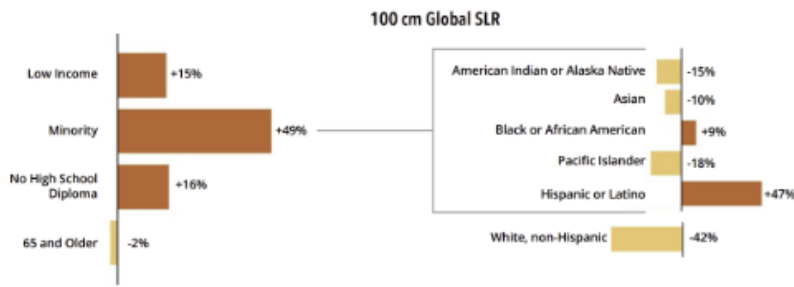 100 cm Global SLR
Low Income
+15%
Minority
+49%
No High School
Diploma
+16%
65 and Older
-2%
American Indian or Alaska Native
-15%
Asian
-10%
Black or African American
+9%
Pacific Islander
-18%
Hispanic or Latino
+47%
White, non-Hispanic
-42%